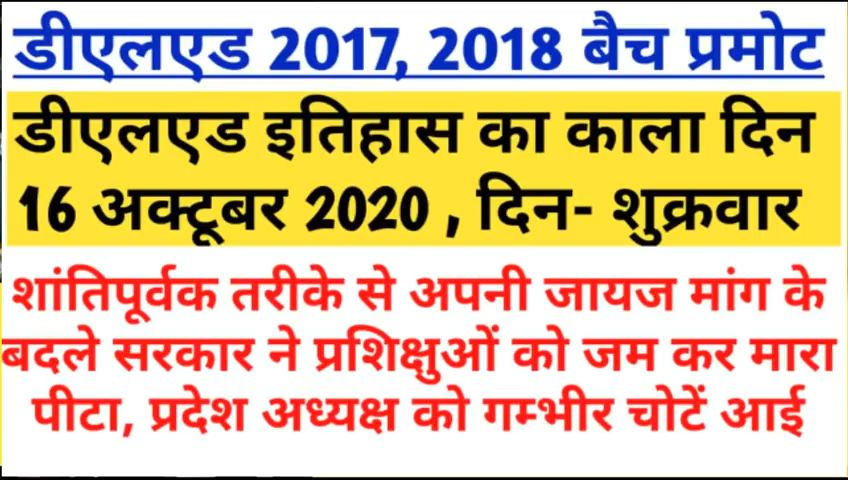 डीएलएड 2017, 2018 बैच प्रमोट
डीएलएड इतिहास का काला दिन
16 अक्टूबर 2020 , दिन- शुक्रवार
शांतिपूर्वक तरीके से अपनी जायज मांग के
बदले सरकार ने प्रशिक्षुओं को जम कर मारा
पीटा, प्रदेश अध्यक्ष को गम्भीर चोटें आई